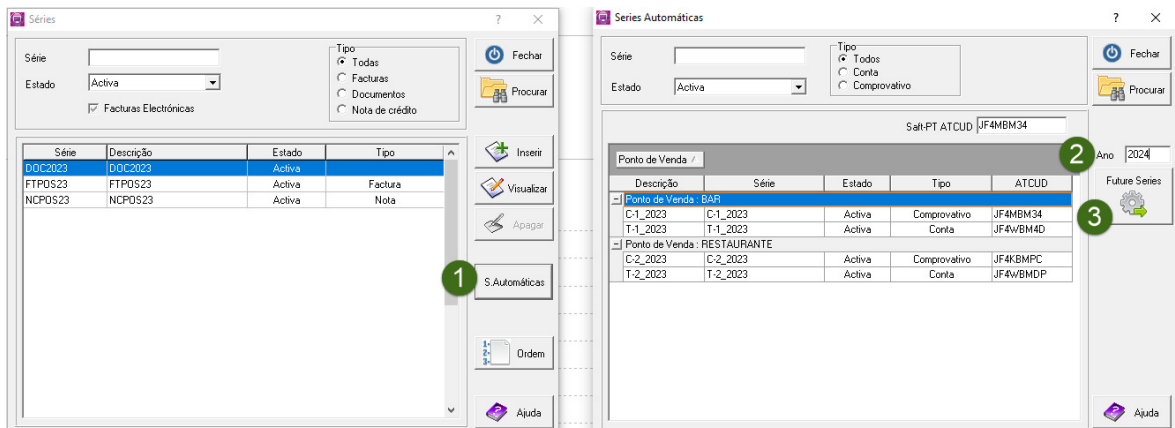 Séries ? ×
Série
Estado Activa
Facturas Electrónicas
Tipo
Todas
Facturas
Documentos
Nota de crédito
Fechar
Procurar
Série Descrição Estado Tipo
DOC2023 DOC2023 Activa
FTPOS23 FTPOS23 Activa Factura
NCPOS23 NCPOS23 Activa Nota
Inserir
Visualizar
Apagar
1 S.Automáticas
1- 2- 3- Ordem
Ajuda
Series Automáticas ? ×
Série
Estado Activa
Tipo
Todos
Conta
Comprovativo
Fechar
Procurar
Saft-PT ATCUD JF4MBM34
Ponto de Venda
2 Ano 2024
Future Series
3
Descrição Série Estado Tipo ATCUD
Ponto de Venda : BAR
C-1_2023 C-1_2023 Activa Comprovativo JF4MBM34
T-1_2023 T-1_2023 Activa Conta JF4WBM4D
Ponto de Venda : RESTAURANTE
C-2_2023 C-2_2023 Activa Comprovativo JF4KBMPC
T-2_2023 T-2_2023 Activa Conta JF4WBMDP
Ajuda